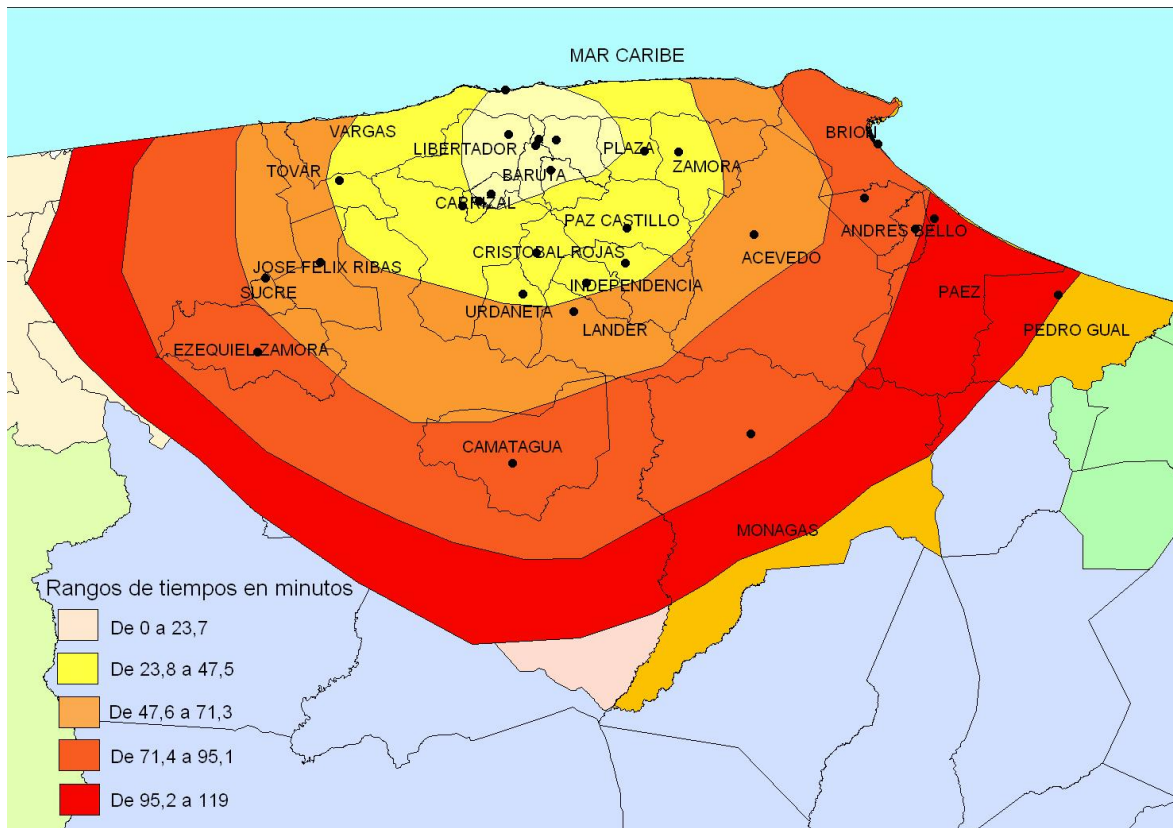 MAR CARIBE
VARGAS
LIBERTADOR
PLAZA
BRION
ZAMORA
TOVAR
BARUTA
CARRIZAL
PAZ CASTILLO
ANDRES BELLO
CRISTOBAL ROJAS
ACEVEDO
JOSE FELIX RIBAS
SUCRE
INDEPENDENCIA
PAEZ
URDANETA
LANDER
PEDRO GUAL
EZEQUIEL ZAMORA
CAMATAGUA
MONAGAS
Rangos de tiempos en minutos
De 0 a 23,7
De 23,8 a 47,5
De 47,6 a 71,3
De 71,4 a 95,1
De 95,2 a 119